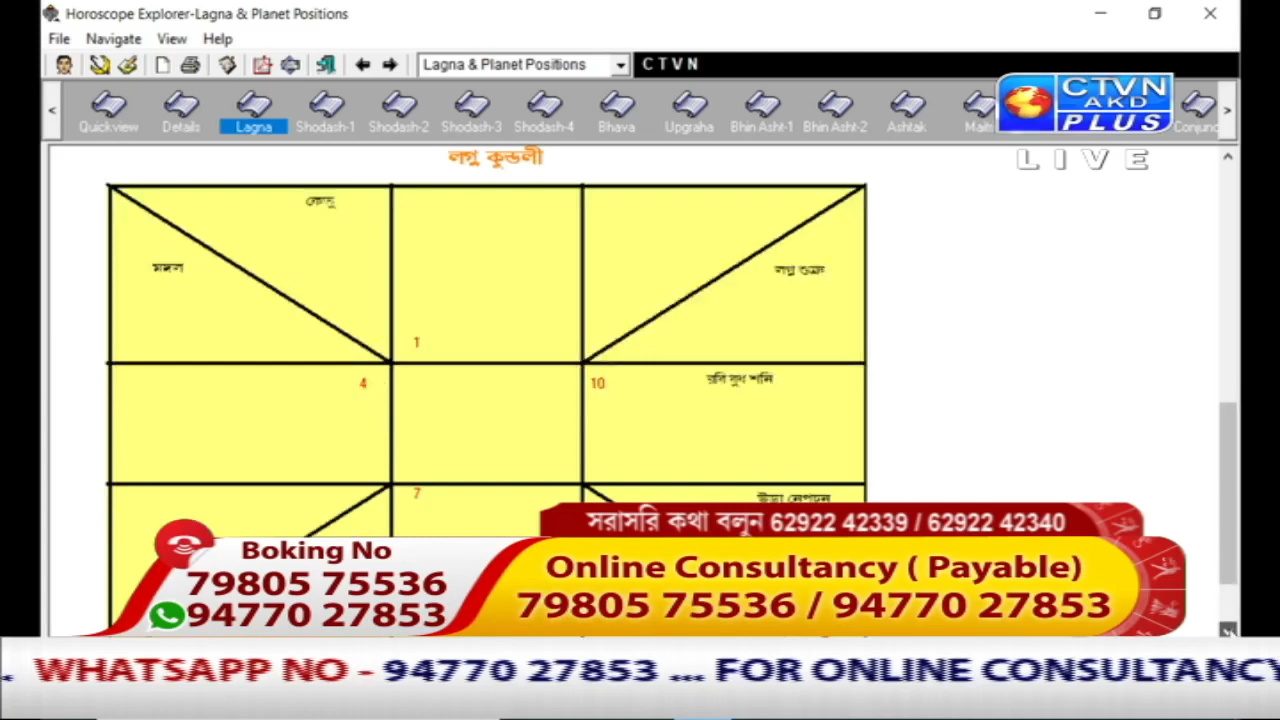 Horoscope Explorer-Lagna & Planet Positions
File Navigate View Help
Lagna & Planet Positions CTVN
Quick view Details Lagna Shodash-1 Shodash-2 Shodash-3 Shodash-4 Bhava Upgraha Bhin Asht-1 Bhin Asht-2 Ashtak
CTVN
AKD
PLUS
LIVE
লগ্ন কুন্ডলী
কেতু
মঙ্গল
লগ্ন শুক্র
1
4
10
রবি বুধ শনি
7
সরাসরি কথা বলুন 62922 42339 / 62922 42340
Boking No
79805 75536
94770 27853
Online Consultancy ( Payable)
79805 75536 / 94770 27853
. WHATSAPP NO - 94770 27853 ... FOR ONLINE CONSULTANCY